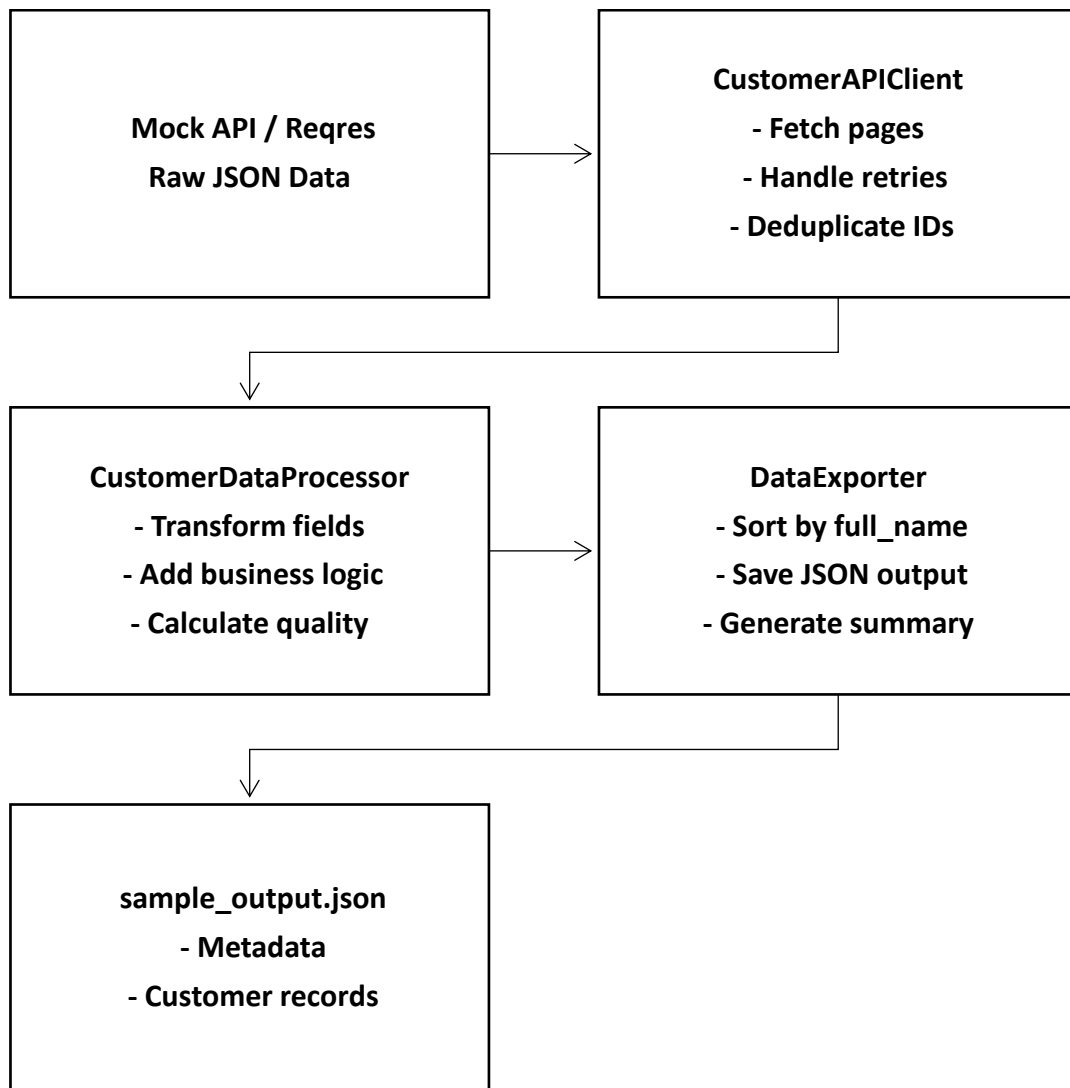 Mock API / Reqres
Raw JSON Data
CustomerAPIClient
- Fetch pages
- Handle retries
- Deduplicate IDs
CustomerDataProcessor
- Transform fields
- Add business logic
- Calculate quality
DataExporter
- Sort by full_name
- Save JSON output
- Generate summary
sample_output.json
- Metadata
- Customer records